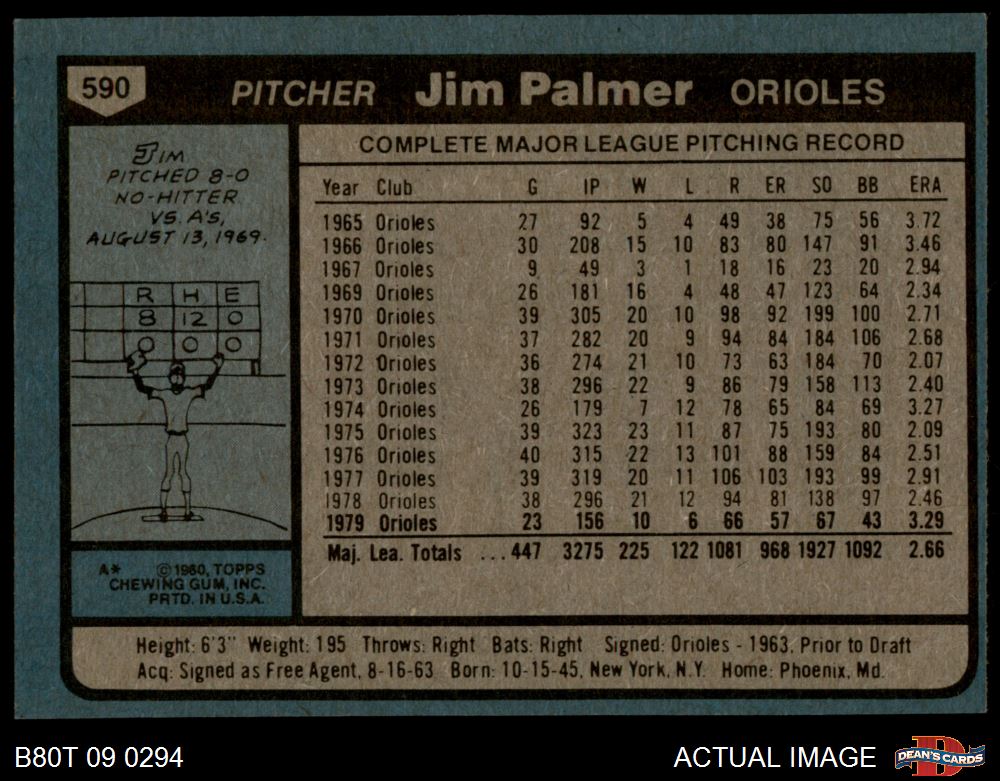 590 PITCHER Jim Palmer ORIOLES
JIM
PITCHED 8-0
NO-HITTER
VS. A'S,
AUGUST 13, 1969.
R H E
8 12 0
0 0 0
A* © 1980, TOPPS
CHEWING GUM, INC.
PRTD. IN U.S.A.
COMPLETE MAJOR LEAGUE PITCHING RECORD
Year Club G IP W L R ER SO BB ERA
1965 Orioles 27 92 5 4 49 38 75 56 3.72
1966 Orioles 30 208 15 10 83 80 147 91 3.46
1967 Orioles 9 49 3 1 18 16 23 20 2.94
1969 Orioles 26 181 16 4 48 47 123 64 2.34
1970 Orioles 39 305 20 10 98 92 199 100 2.71
1971 Orioles 37 282 20 9 94 84 184 106 2.68
1972 Orioles 36 274 21 10 73 63 184 70 2.07
1973 Orioles 38 296 22 9 86 79 158 113 2.40
1974 Orioles 26 179 7 12 78 65 84 69 3.27
1975 Orioles 39 323 23 11 87 75 193 80 2.09
1976 Orioles 40 315 22 13 101 88 159 84 2.51
1977 Orioles 39 319 20 11 106 103 193 99 2.91
1978 Orioles 38 296 21 12 94 81 138 97 2.46
1979 Orioles 23 156 10 6 66 57 67 43 3.29
Maj. Lea. Totals ... 447 3275 225 122 1081 968 1927 1092 2.66
Height: 6'3" Weight: 195 Throws: Right Bats: Right Signed: Orioles - 1963, Prior to Draft
Acq: Signed as Free Agent, 8-16-63 Born: 10-15-45, New York, N.Y. Home: Phoenix, Md.
B80T 09 0294 ACTUAL IMAGE D DEAN'S CARDS